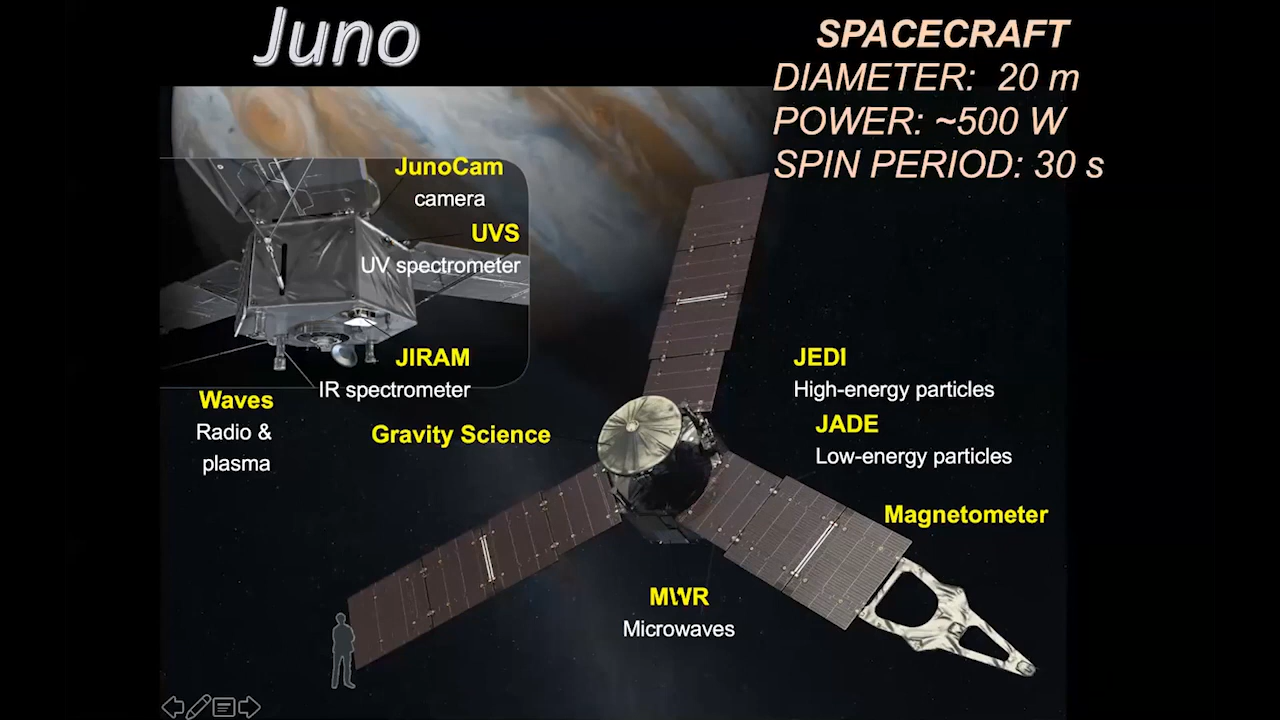 Juno
SPACECRAFT
DIAMETER: 20 m
POWER: ~500 W
SPIN PERIOD: 30 s
JunoCam
camera
UVS
UV spectrometer
JIRAM
IR spectrometer
Waves
Radio &
plasma
Gravity Science
JEDI
High-energy particles
JADE
Low-energy particles
Magnetometer
MWR
Microwaves